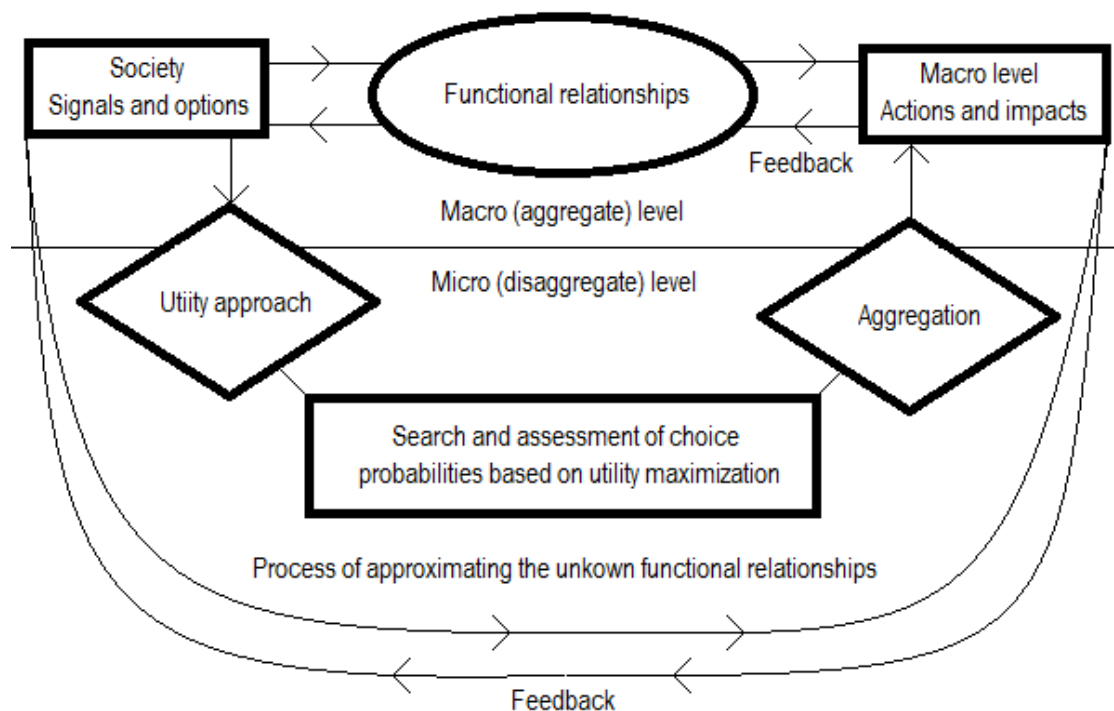 Society
Signals and options
Functional relationships
Macro level
Actions and impacts
Feedback
Macro (aggregate) level
Micro (disaggregate) level
Utiity approach
Aggregation
Search and assessment of choice
probabilities based on utility maximization
Process of approximating the unkown functional relationships
Feedback